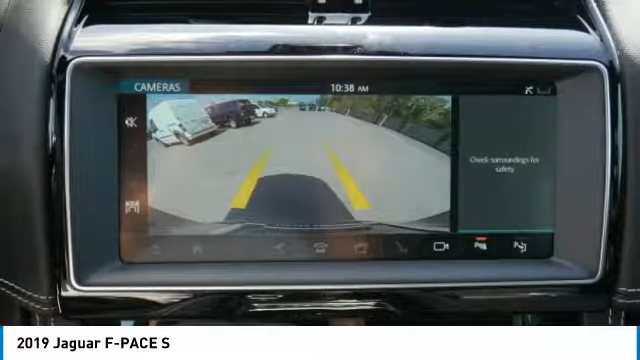 CAMERAS
10:38 AM
Check surroundings for
safety
2019 Jaguar F-PACE S